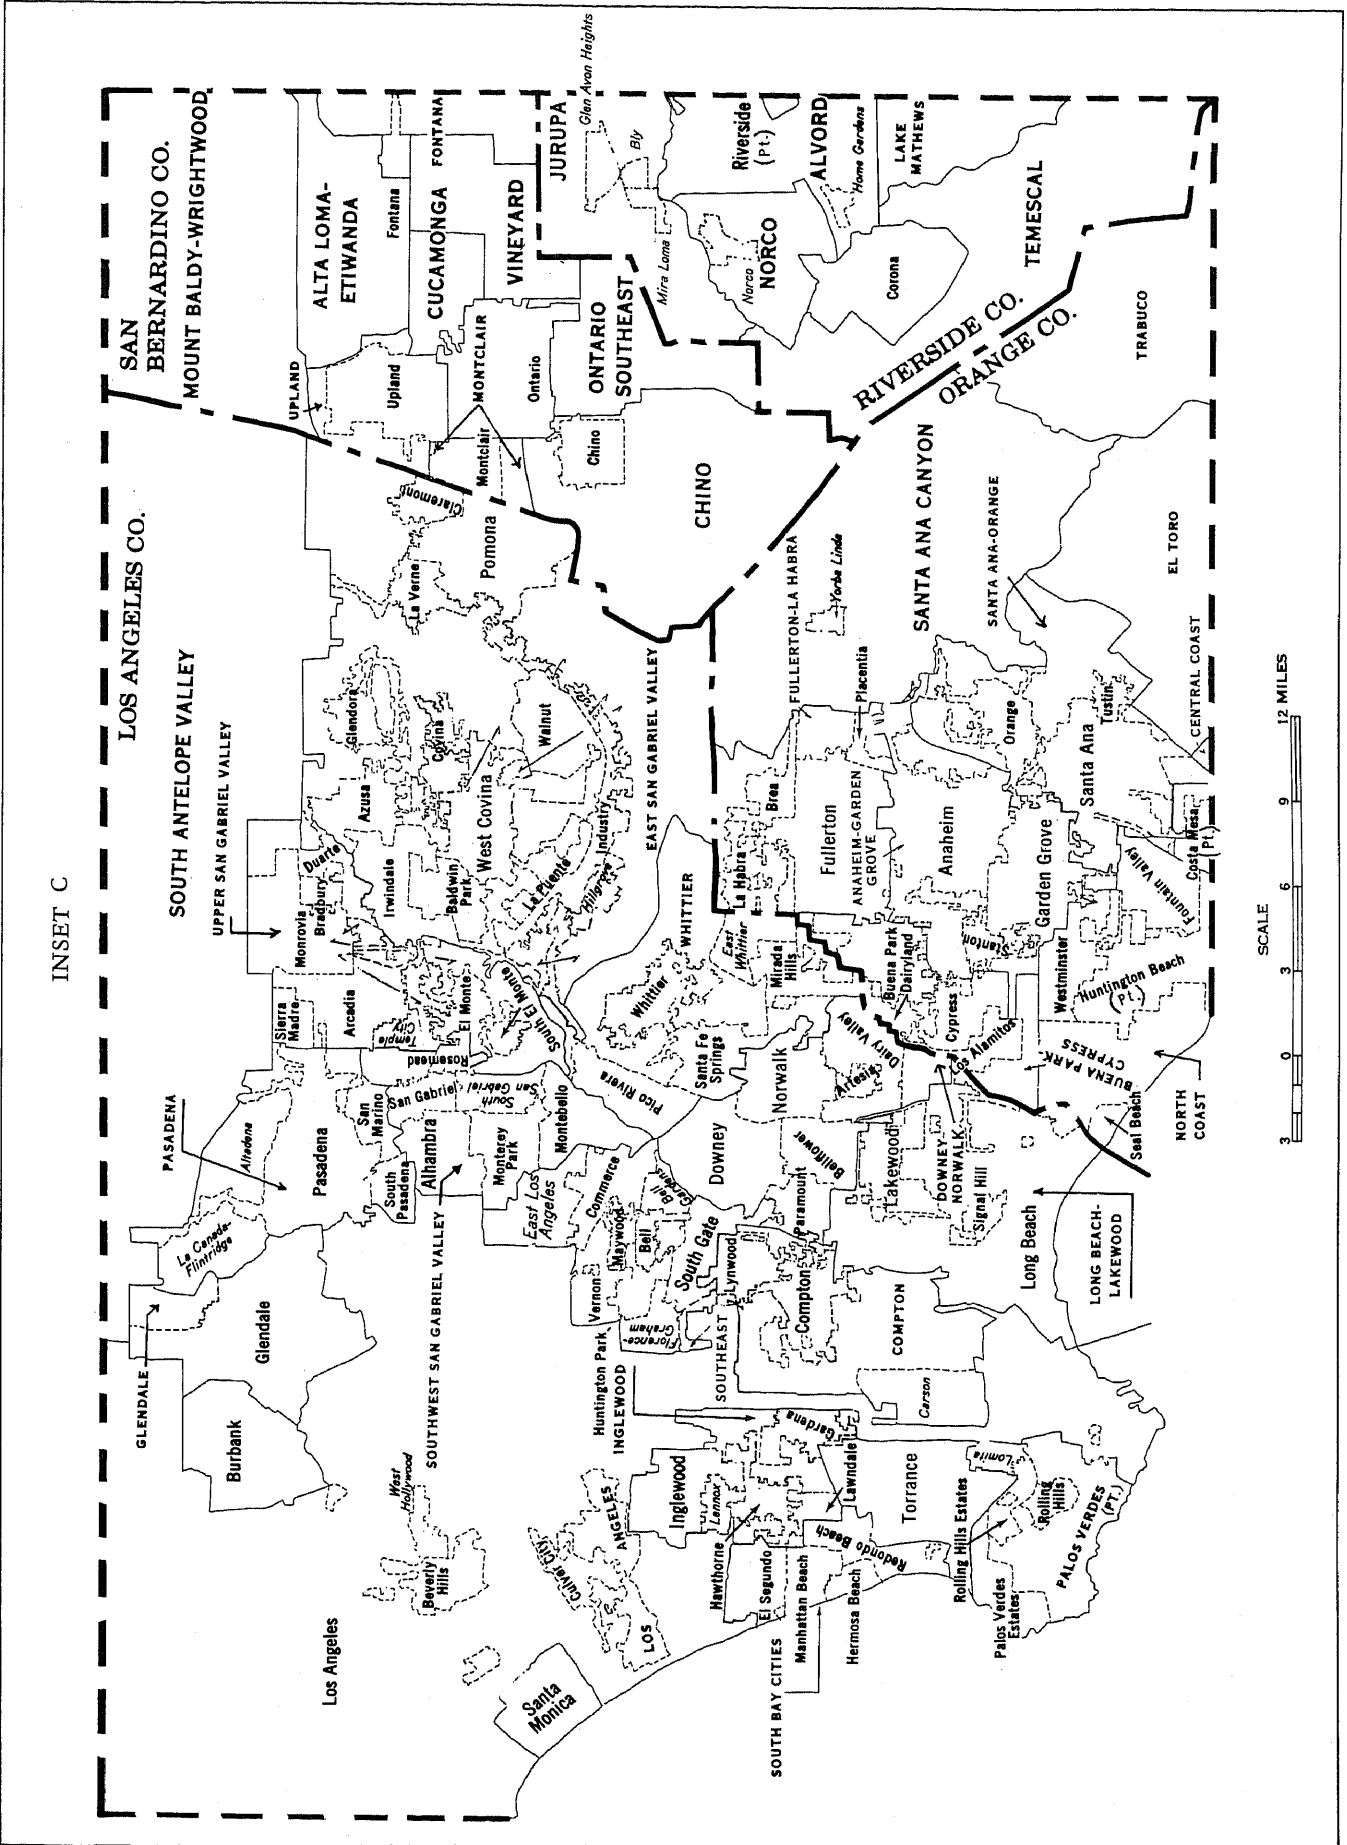 INSET C
SAN
BERNARDINO CO.
MOUNT BALDY-WRIGHTWOOD
LOS ANGELES CO.
SOUTH ANTELOPE VALLEY
UPPER SAN GABRIEL VALLEY
PASADENA
GLENDALE
Burbank
Glendale
La Canada-
Flintridge
Altadena
Pasadena
South
Pasadena
San
Marino
Sierra
Madre
Arcadia
Monrovia
Bradbury
Duarte
Azusa
Glendora
Irwindale
Baldwin
Park
Covina
West Covina
Walnut
La Puente
Hillgrove
Industry
La Verne
Claremont
Pomona
UPLAND
Upland
ALTA LOMA-
ETIWANDA
Fontana
CUCAMONGA
FONTANA
MONTCLAIR
Montclair
Ontario
VINEYARD
ONTARIO
SOUTHEAST
Chino
CHINO
JURUPA
Glen Avon Heights
Bly
Mira Loma
Riverside
(Pt.)
NORCO
Norco
ALVORD
Home Gardens
LAKE
MATHEWS
Corona
TEMESCAL
RIVERSIDE CO.
ORANGE CO.
TRABUCO
Los Angeles
West
Hollywood
Beverly
Hills
Santa
Monica
Culver City
LOS
ANGELES
SOUTHWEST SAN GABRIEL VALLEY
Alhambra
San Gabriel
South
San Gabriel
Rosemead
Temple
City
El Monte
South El Monte
Monterey
Park
Montebello
East Los
Angeles
Commerce
Vernon
Maywood
Bell
Bell
Gardens
Huntington Park
Florence-
Graham
South Gate
Lynwood
SOUTHEAST
Pico Rivera
Whittier
WHITTIER
East
Whittier
Santa Fe
Springs
Mirada
Hills
EAST SAN GABRIEL VALLEY
Downey
Norwalk
Bellflower
Paramount
Compton
COMPTON
Carson
Artesia
Dairy Valley
Lakewood
DOWNEY
NORWALK
Signal Hill
Long Beach
LONG BEACH-
LAKEWOOD
INGLEWOOD
Inglewood
Lennox
Hawthorne
Gardena
Lawndale
El Segundo
Manhattan Beach
Hermosa Beach
Redondo Beach
SOUTH BAY CITIES
Torrance
Lomita
Rolling Hills Estates
Rolling
Hills
Palos Verdes
Estates
PALOS VERDES
(PT.)
La Habra
Brea
FULLERTON-LA HABRA
Yorba Linde
Placentia
Fullerton
ANAHEIM-GARDEN
GROVE
Anaheim
SANTA ANA CANYON
SANTA ANA-ORANGE
Orange
Buena Park
Dairyland
Cypress
Stanton
Los Alamitos
BUENA PARK-
CYPRESS
Garden Grove
Westminster
Santa Ana
Tustin
EL TORO
CENTRAL COAST
Costa Mesa
(Pt.)
Fountain Valley
Huntington Beach
(Pt.)
Seal Beach
NORTH
COAST
SCALE
3 0 3 6 9 12 MILES